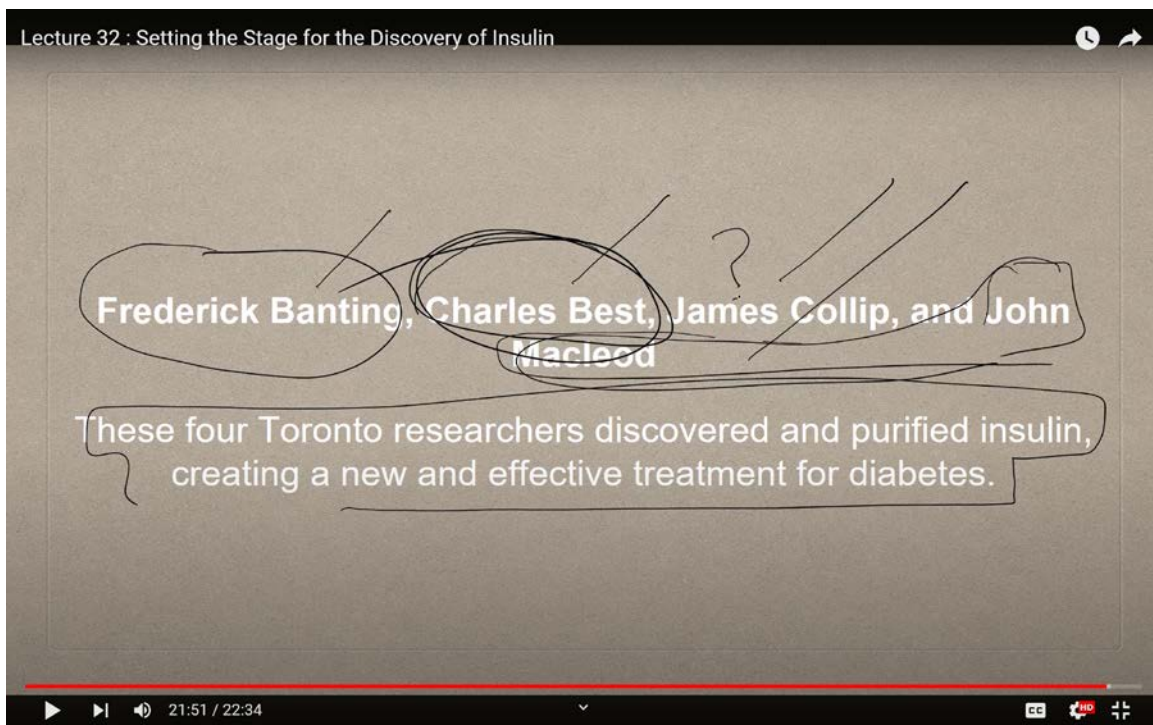 Lecture 32 : Setting the Stage for the Discovery of Insulin
?
Frederick Banting, Charles Best, James Collip, and John
Macleod
These four Toronto researchers discovered and purified insulin,
creating a new and effective treatment for diabetes.
21:51 / 22:34
CC
HD